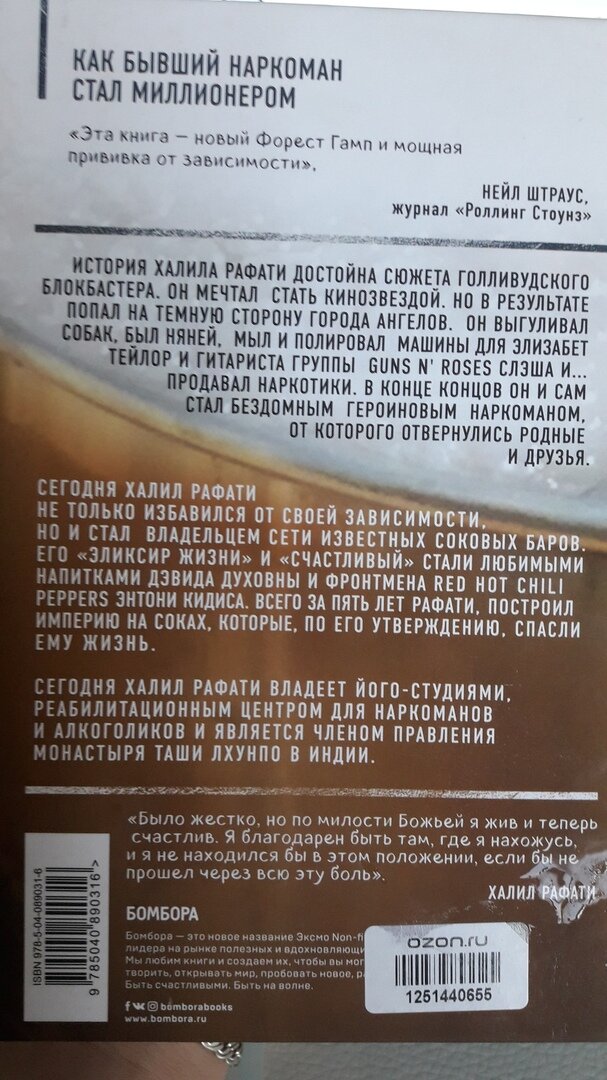 КАК БЫВШИЙ НАРКОМАН
СТАЛ МИЛЛИОНЕРОМ
«Эта книга – новый Форест Гамп и мощная
прививка от зависимости»,
НЕЙЛ ШТРАУС,
журнал «Роллинг Стоунз»
ИСТОРИЯ ХАЛИЛА РАФАТИ ДОСТОЙНА СЮЖЕТА ГОЛЛИВУДСКОГО
БЛОКБАСТЕРА. ОН МЕЧТАЛ СТАТЬ КИНОЗВЕЗДОЙ. НО В РЕЗУЛЬТАТЕ
ПОПАЛ НА ТЕМНУЮ СТОРОНУ ГОРОДА АНГЕЛОВ. ОН ВЫГУЛИВАЛ
СОБАК, БЫЛ НЯНЕЙ, МЫЛ И ПОЛИРОВАЛ МАШИНЫ ДЛЯ ЭЛИЗАБЕТ
ТЕЙЛОР И ГИТАРИСТА ГРУППЫ GUNS N' ROSES СЛЭША И...
ПРОДАВАЛ НАРКОТИКИ. В КОНЦЕ КОНЦОВ ОН И САМ
СТАЛ БЕЗДОМНЫМ ГЕРОИНОВЫМ НАРКОМАНОМ,
ОТ КОТОРОГО ОТВЕРНУЛИСЬ РОДНЫЕ
И ДРУЗЬЯ.
СЕГОДНЯ ХАЛИЛ РАФАТИ
НЕ ТОЛЬКО ИЗБАВИЛСЯ ОТ СВОЕЙ ЗАВИСИМОСТИ,
НО И СТАЛ ВЛАДЕЛЬЦЕМ СЕТИ ИЗВЕСТНЫХ СОКОВЫХ БАРОВ.
ЕГО «ЭЛИКСИР ЖИЗНИ» И «СЧАСТЛИВЫЙ» СТАЛИ ЛЮБИМЫМИ
НАПИТКАМИ ДЭВИДА ДУХОВНЫ И ФРОНТМЕНА RED HOT CHILI
PEPPERS ЭНТОНИ КИДИСА. ВСЕГО ЗА ПЯТЬ ЛЕТ РАФАТИ, ПОСТРОИЛ
ИМПЕРИЮ НА СОКАХ, КОТОРЫЕ, ПО ЕГО УТВЕРЖДЕНИЮ, СПАСЛИ
ЕМУ ЖИЗНЬ.
СЕГОДНЯ ХАЛИЛ РАФАТИ ВЛАДЕЕТ ЙОГО-СТУДИЯМИ,
РЕАБИЛИТАЦИОННЫМ ЦЕНТРОМ ДЛЯ НАРКОМАНОВ
И АЛКОГОЛИКОВ И ЯВЛЯЕТСЯ ЧЛЕНОМ ПРАВЛЕНИЯ
МОНАСТЫРЯ ТАШИ ЛХУНПО В ИНДИИ.
«Было жестко, но по милости Божьей я жив и теперь
счастлив. Я благодарен быть там, где я нахожусь,
и я не находился бы в этом положении, если бы не
прошел через всю эту боль».
ХАЛИЛ РАФАТИ
ISBN 978-5-04-089031-6
9 785040 890316 >
БОМБОРА
Бомбора – это новое название Эксмо Non-fi
лидера на рынке полезных и вдохновляющи
Мы любим книги и создаем их, чтобы вы мог
творить, открывать мир, пробовать новое, ра
Быть счастливыми. Быть на волне.
bomborabooks
www.bombora.ru
ozon.ru
1251440655